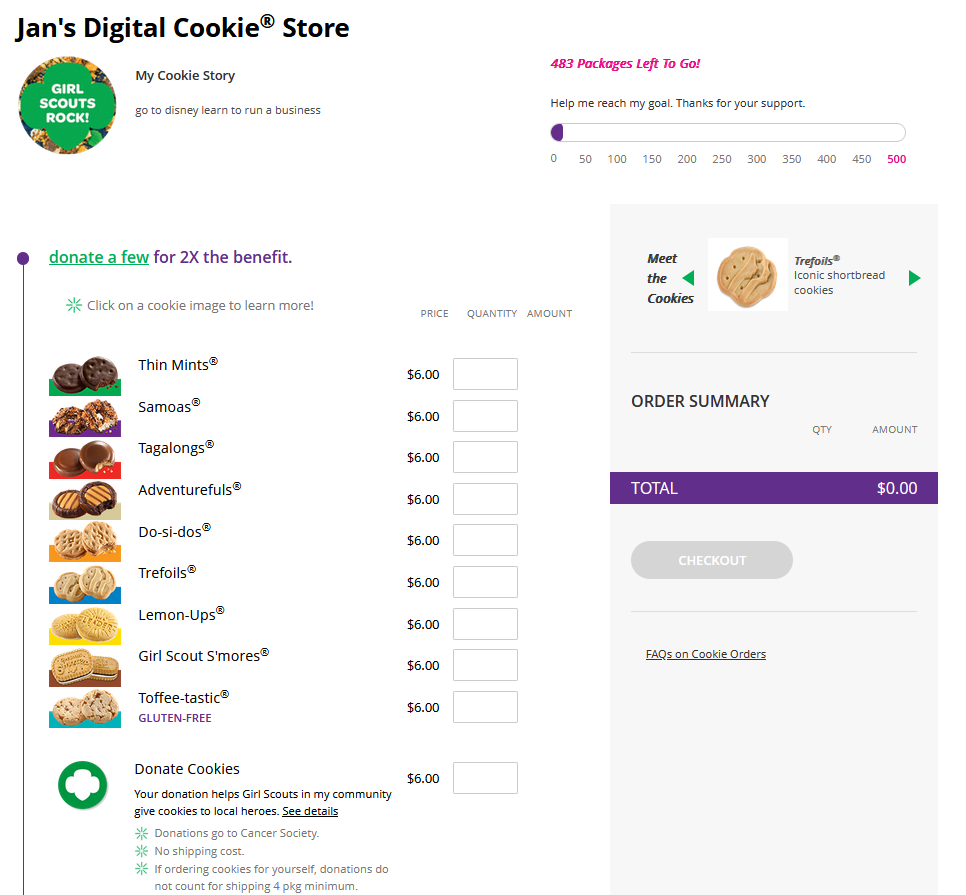 Jan's Digital Cookie® Store
GIRL
SCOUTS
ROCK!
My Cookie Story
go to disney learn to run a business
483 Packages Left To Go!
Help me reach my goal. Thanks for your support.
0 50 100 150 200 250 300 350 400 450 500
donate a few for 2X the benefit.
Click on a cookie image to learn more!
PRICE QUANTITY AMOUNT
Thin Mints® $6.00
Samoas® $6.00
Tagalongs® $6.00
Adventurefuls® $6.00
Do-si-dos® $6.00
Trefoils® $6.00
Lemon-Ups® $6.00
Girl Scout S'mores® $6.00
Toffee-tastic® $6.00
GLUTEN-FREE
Donate Cookies $6.00
Your donation helps Girl Scouts in my community
give cookies to local heroes. See details
Donations go to Cancer Society.
No shipping cost.
If ordering cookies for yourself, donations do
not count for shipping 4 pkg minimum.
Meet
the
Cookies
Trefoils®
Iconic shortbread
cookies
ORDER SUMMARY
QTY AMOUNT
TOTAL $0.00
CHECKOUT
FAQs on Cookie Orders